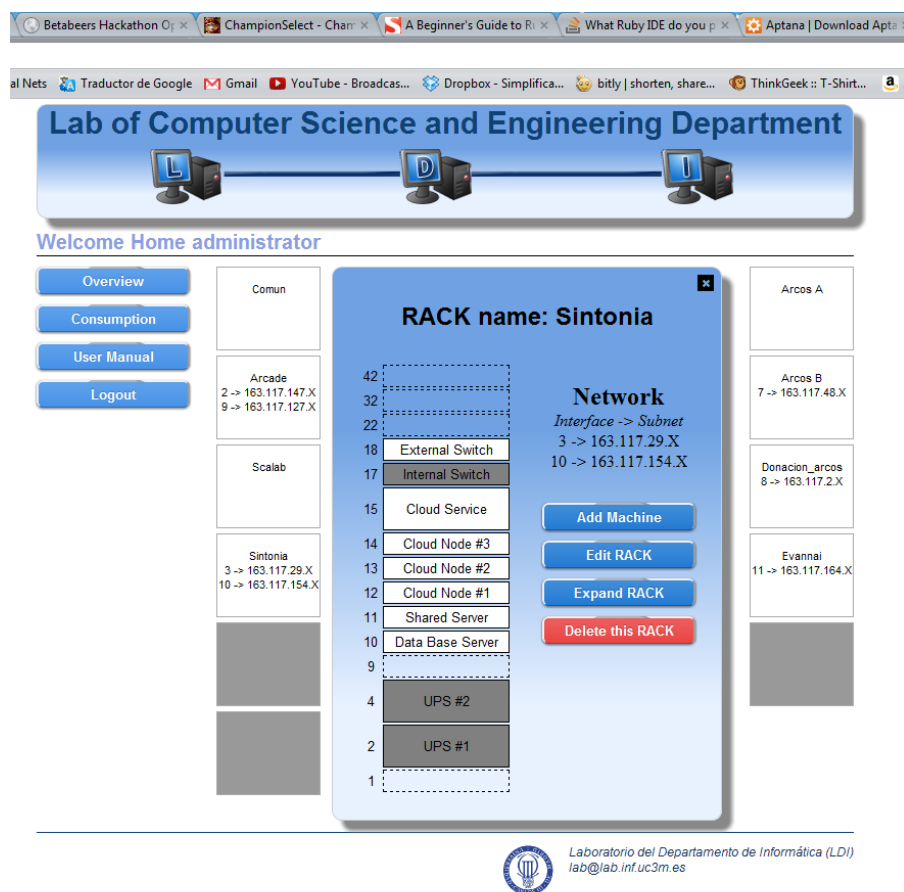 Betabeers Hackathon Op
ChampionSelect - Cham
A Beginner's Guide to Ru
What Ruby IDE do you p
Aptana | Download Apta
al Nets
Traductor de Google
Gmail
YouTube - Broadcas...
Dropbox - Simplifica...
bitly | shorten, share...
ThinkGeek :: T-Shirt...
Lab of Computer Science and Engineering Department
L
D
I
Welcome Home administrator
Overview
Consumption
User Manual
Logout
Comun
Arcade
2 -> 163.117.147.X
9 -> 163.117.127.X
Scalab
Sintonia
3 -> 163.117.29.X
10 -> 163.117.154.X
RACK name: Sintonia
42
32
22
18 External Switch
17 Internal Switch
15 Cloud Service
14 Cloud Node #3
13 Cloud Node #2
12 Cloud Node #1
11 Shared Server
10 Data Base Server
9
4 UPS #2
2 UPS #1
1
Network
Interface -> Subnet
3 -> 163.117.29.X
10 -> 163.117.154.X
Add Machine
Edit RACK
Expand RACK
Delete this RACK
Arcos A
Arcos B
7 -> 163.117.48.X
Donacion_arcos
8 -> 163.117.2.X
Evannai
11 -> 163.117.164.X
Laboratorio del Departamento de Informática (LDI)
lab@lab.inf.uc3m.es